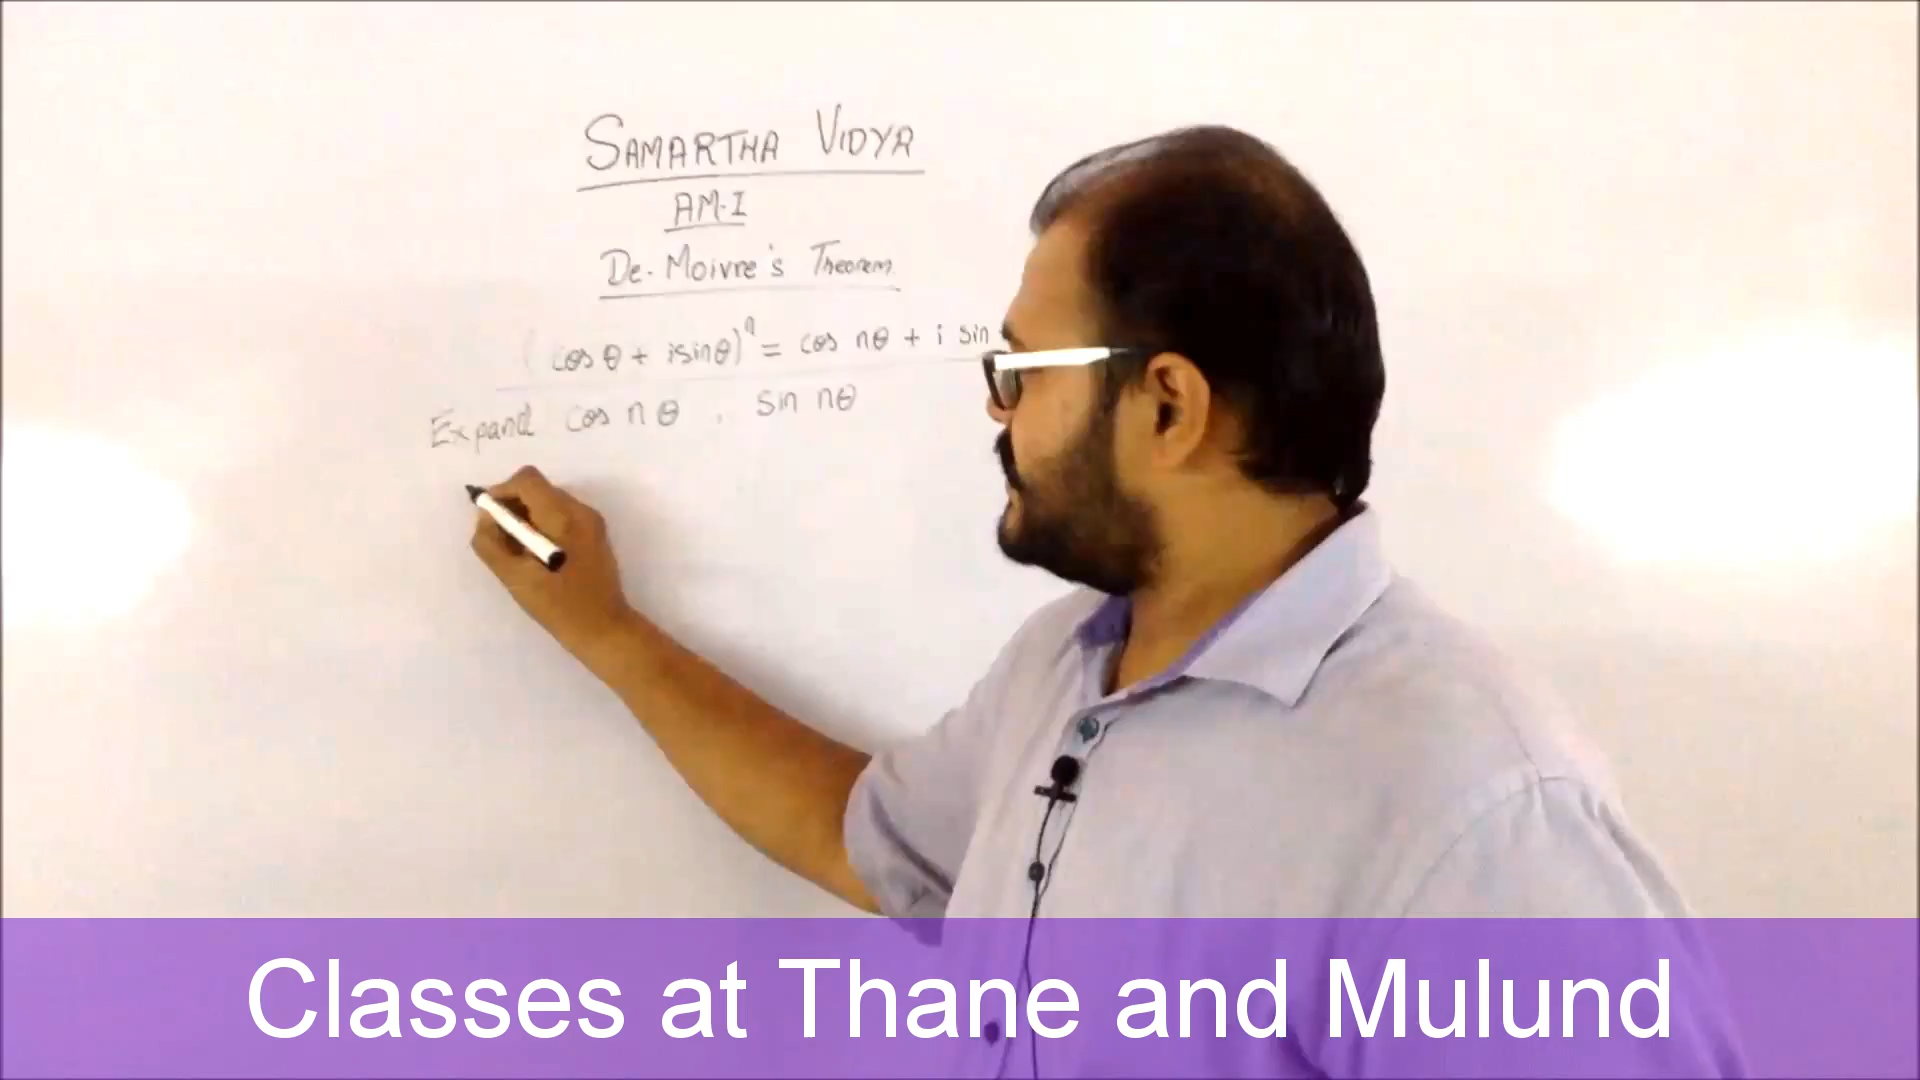 SAMARTHA VIDYA
AM-I
De-Moivre's Theorem
(cos θ + i sin θ)ⁿ = cos nθ + i sin
Expand cos nθ , sin nθ
Classes at Thane and Mulund